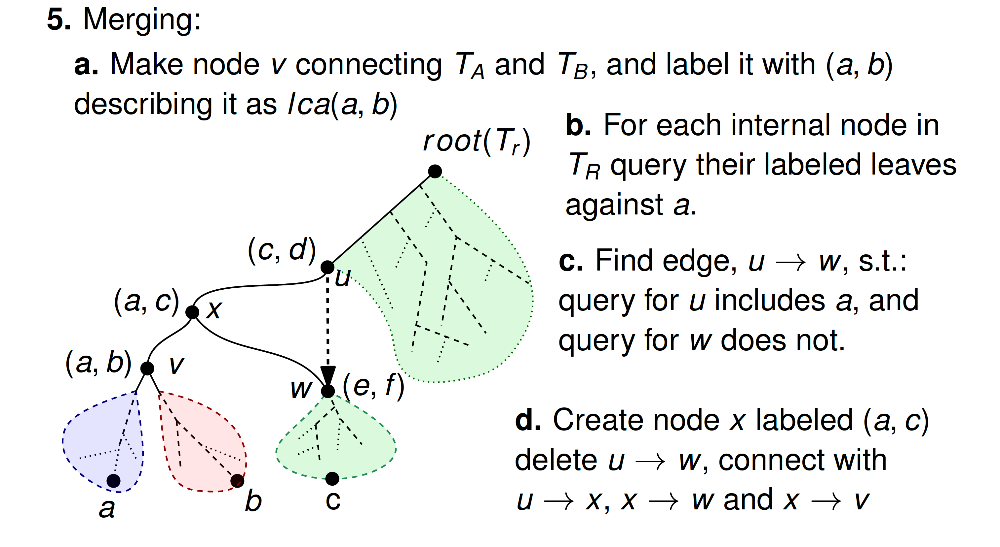 5. Merging:
a. Make node v connecting T_A and T_B, and label it with (a, b)
describing it as lca(a, b)
b. For each internal node in
T_R query their labeled leaves
against a.
c. Find edge, u → w, s.t.:
query for u includes a, and
query for w does not.
d. Create node x labeled (a, c)
delete u → w, connect with
u → x, x → w and x → v
root(T_r)
(c, d)
u
(a, c) x
(a, b) v
w (e, f)
a
b
c